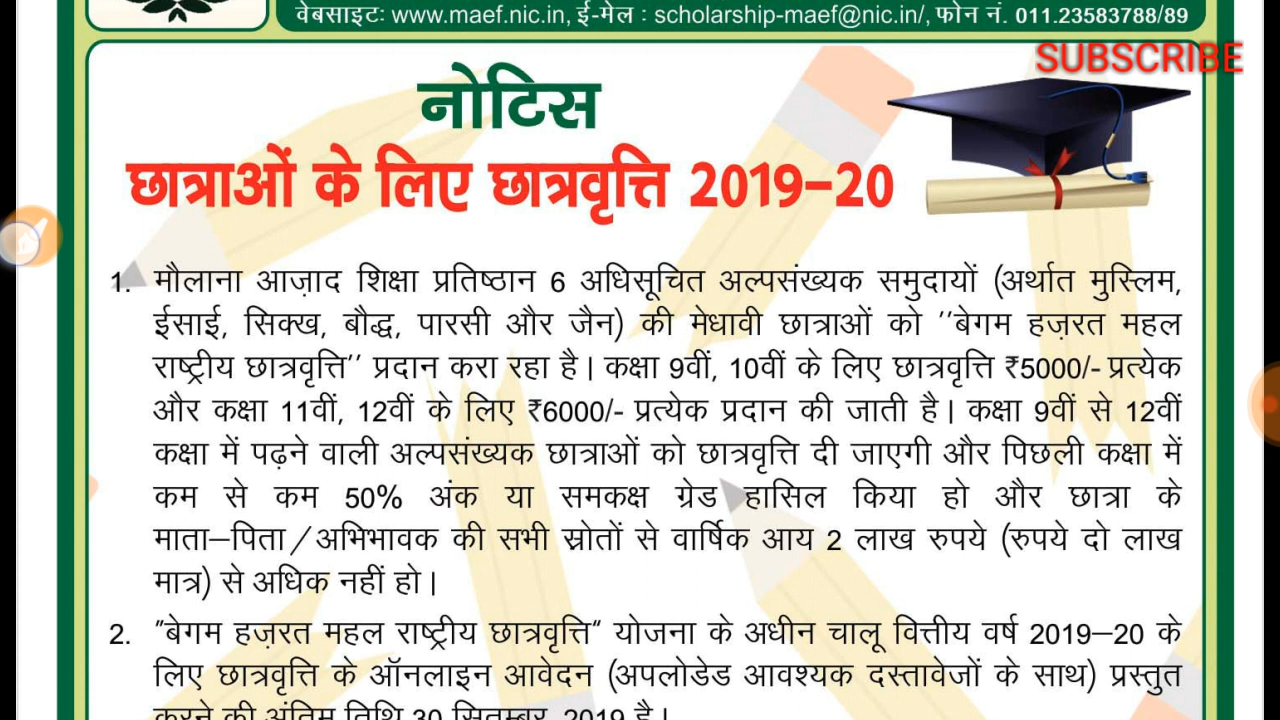 वेबसाइटः www.maef.nic.in, ई-मेल : scholarship-maef@nic.in/, फोन नं. 011.23583788/89
SUBSCRIBE
नोटिस
छात्राओं के लिए छात्रवृत्ति 2019-20
1. मौलाना आज़ाद शिक्षा प्रतिष्ठान 6 अधिसूचित अल्पसंख्यक समुदायों (अर्थात मुस्लिम,
ईसाई, सिक्ख, बौद्ध, पारसी और जैन) की मेधावी छात्राओं को ''बेगम हज़रत महल
राष्ट्रीय छात्रवृत्ति'' प्रदान करा रहा है। कक्षा 9वीं, 10वीं के लिए छात्रवृत्ति ₹5000/- प्रत्येक
और कक्षा 11वीं, 12वीं के लिए ₹6000/- प्रत्येक प्रदान की जाती है। कक्षा 9वीं से 12वीं
कक्षा में पढ़ने वाली अल्पसंख्यक छात्राओं को छात्रवृत्ति दी जाएगी और पिछली कक्षा में
कम से कम 50% अंक या समकक्ष ग्रेड हासिल किया हो और छात्रा के
माता–पिता/अभिभावक की सभी स्रोतों से वार्षिक आय 2 लाख रुपये (रुपये दो लाख
मात्र) से अधिक नहीं हो।
2. "बेगम हज़रत महल राष्ट्रीय छात्रवृत्ति" योजना के अधीन चालू वित्तीय वर्ष 2019–20 के
लिए छात्रवृत्ति के ऑनलाइन आवेदन (अपलोडेड आवश्यक दस्तावेजों के साथ) प्रस्तुत
करने की अंतिम तिथि 30 सितम्बर, 2019 है।